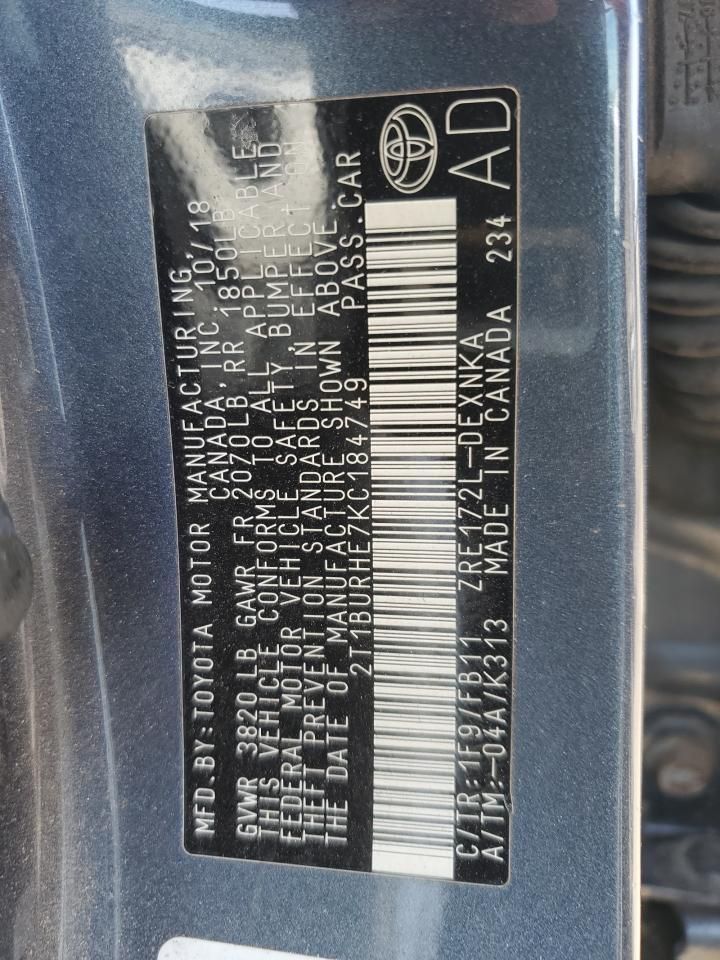 MFD.BY:TOYOTA MOTOR MANUFACTURING,
CANADA,INC. 10/18
GVWR 3820 LB GAWR FR 2070LB RR 1850LB
THIS VEHICLE CONFORMS TO ALL APPLICABLE
FEDERAL MOTOR VEHICLE SAFETY,BUMPER AND
THEFT PREVENTION STANDARDS IN EFFECT ON
THE DATE OF MANUFACTURE SHOWN ABOVE.
2T1BURHE7KC184749 PASS.CAR
C/TR:1F9/FB11 ZRE172L-DEXNKA
A/TM:-04A/K313 MADE IN CANADA 234
AD